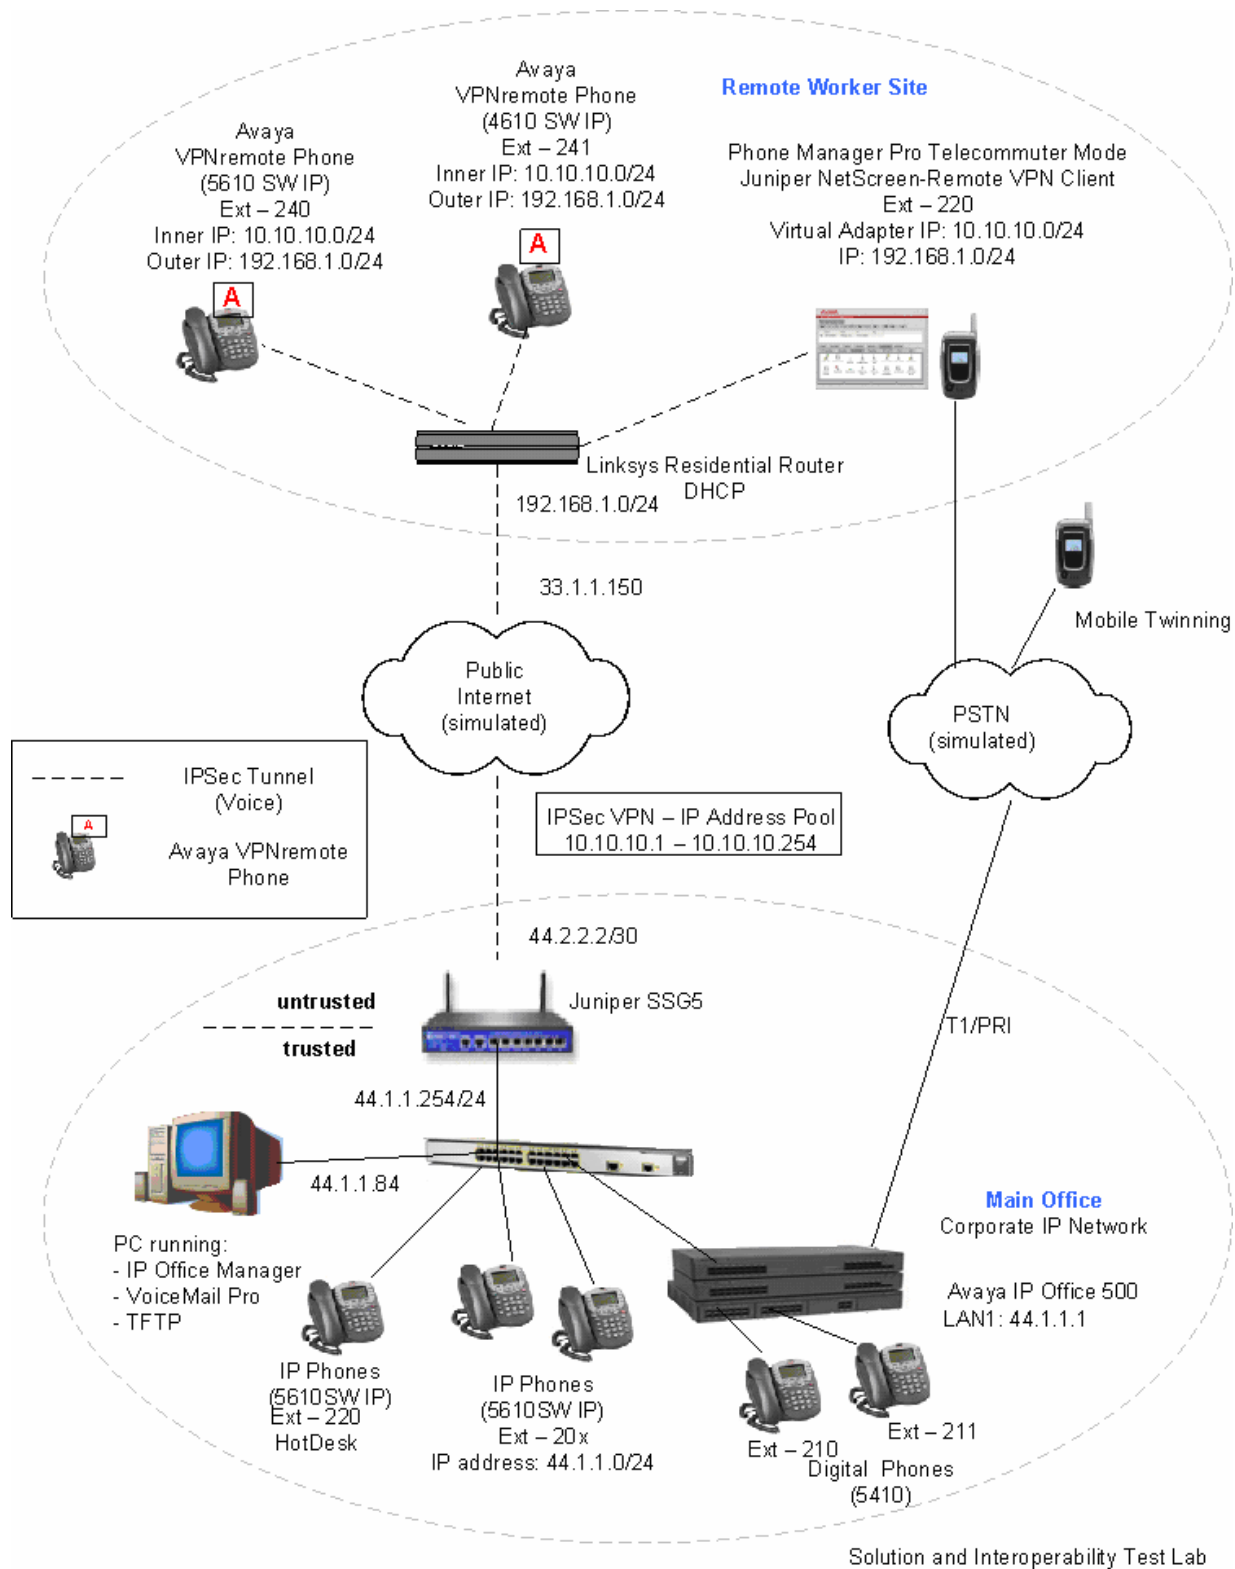 Remote Worker Site
Avaya
VPNremote Phone
(5610 SW IP)
Ext – 240
Inner IP: 10.10.10.0/24
Outer IP: 192.168.1.0/24
A
Avaya
VPNremote Phone
(4610 SW IP)
Ext – 241
Inner IP: 10.10.10.0/24
Outer IP: 192.168.1.0/24
A
Phone Manager Pro Telecommuter Mode
Juniper NetScreen-Remote VPN Client
Ext – 220
Virtual Adapter IP: 10.10.10.0/24
IP: 192.168.1.0/24
Linksys Residential Router
DHCP
192.168.1.0/24
33.1.1.150
Mobile Twinning
Public
Internet
(simulated)
PSTN
(simulated)
IPSec Tunnel
(Voice)
A
Avaya VPNremote
Phone
IPSec VPN – IP Address Pool
10.10.10.1 – 10.10.10.254
44.2.2.2/30
untrusted
trusted
Juniper SSG5
T1/PRI
44.1.1.254/24
44.1.1.84
PC running:
- IP Office Manager
- VoiceMail Pro
- TFTP
Main Office
Corporate IP Network
Avaya IP Office 500
LAN1: 44.1.1.1
IP Phones
(5610SW IP)
Ext – 220
HotDesk
IP Phones
(5610SW IP)
Ext – 20x
IP address: 44.1.1.0/24
Ext – 210
Ext – 211
Digital Phones
(5410)
Solution and Interoperability Test Lab